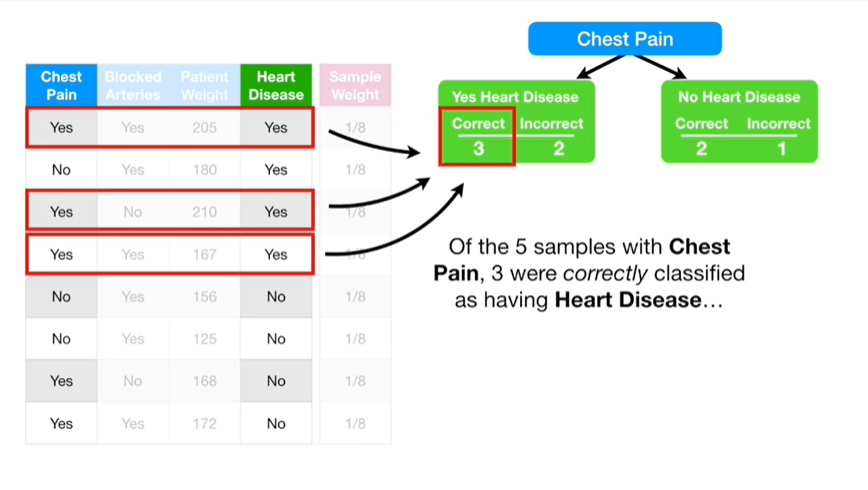 Chest Pain
Chest Pain Blocked Arteries Patient Weight Heart Disease Sample Weight
Yes Yes 205 Yes 1/8
No Yes 180 Yes 1/8
Yes No 210 Yes 1/8
Yes Yes 167 Yes 1/8
No Yes 156 No 1/8
No Yes 125 No 1/8
Yes No 168 No 1/8
Yes Yes 172 No 1/8
Yes Heart Disease
Correct Incorrect
3 2
No Heart Disease
Correct Incorrect
2 1
Of the 5 samples with Chest
Pain, 3 were correctly classified
as having Heart Disease…